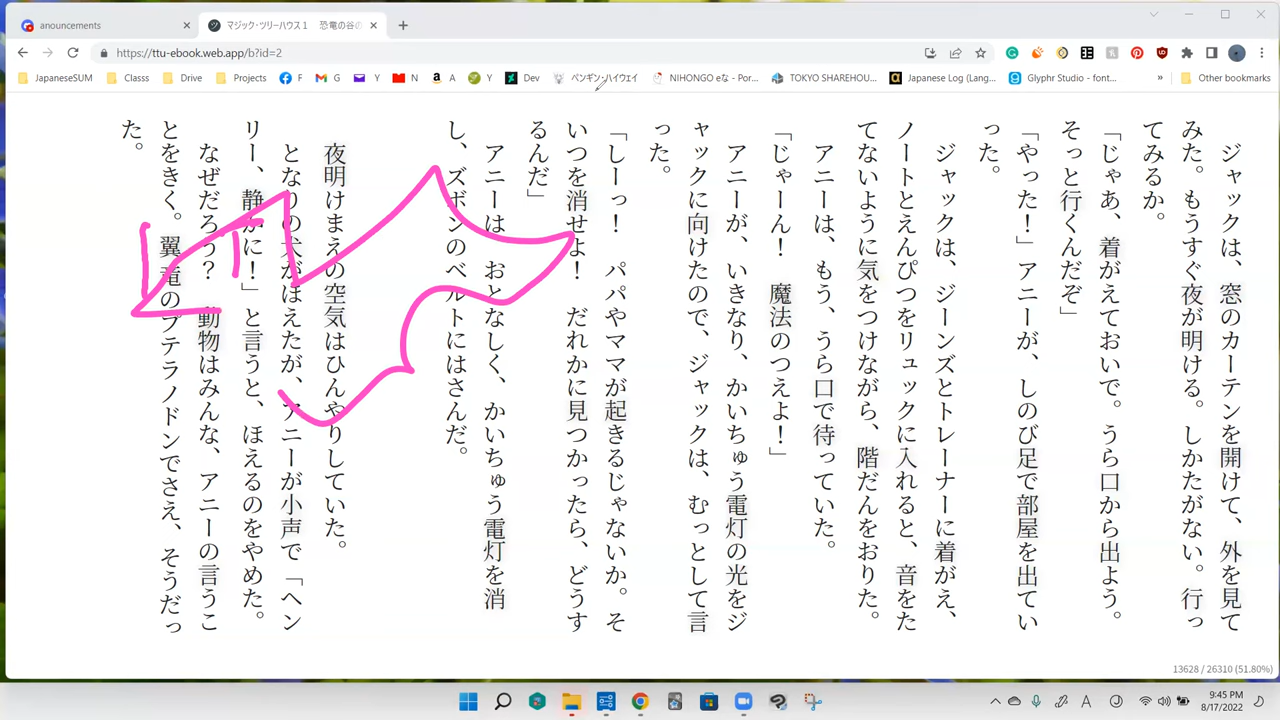 anouncements
マジック・ツリーハウス１ 恐竜の谷の
https://ttu-ebook.web.app/b?id=2
JapaneseSUM
Classs
Drive
Projects
F
G
Y
N
A
Y
Dev
ペンギン・ハイウェイ
NIHONGO eな - Por...
TOKYO SHAREHOU...
Japanese Log (Lang...
Glyphr Studio - font...
»
Other bookmarks
ジャックは、窓のカーテンを開けて、外を見て
みた。もうすぐ夜が明ける。しかたがない。行っ
てみるか。
「じゃあ、着がえておいで。うら口から出よう。
そっと行くんだぞ」
「やった！」アニーが、しのび足で部屋を出てい
った。
ジャックは、ジーンズとトレーナーに着がえ、
ノートとえんぴつをリュックに入れると、音をた
てないように気をつけながら、階だんをおりた。
アニーは、もう、うら口で待っていた。
「じゃーん！　魔法のつえよ！」
アニーが、いきなり、かいちゅう電灯の光をジ
ャックに向けたので、ジャックは、むっとして言
った。
「しーっ！　パパやママが起きるじゃないか。そ
いつを消せよ！　だれかに見つかったら、どうす
るんだ」
アニーは、おとなしく、かいちゅう電灯を消
し、ズボンのベルトにはさんだ。
夜明けまえの空気はひんやりしていた。
となりの犬がほえたが、アニーが小声で「ヘン
リー、静かに！」と言うと、ほえるのをやめた。
なぜだろう？　動物はみんな、アニーの言うこ
とをきく。翼竜のプテラノドンでさえ、そうだっ
た。
13628 / 26310 (51.80%)
9:45 PM
8/17/2022